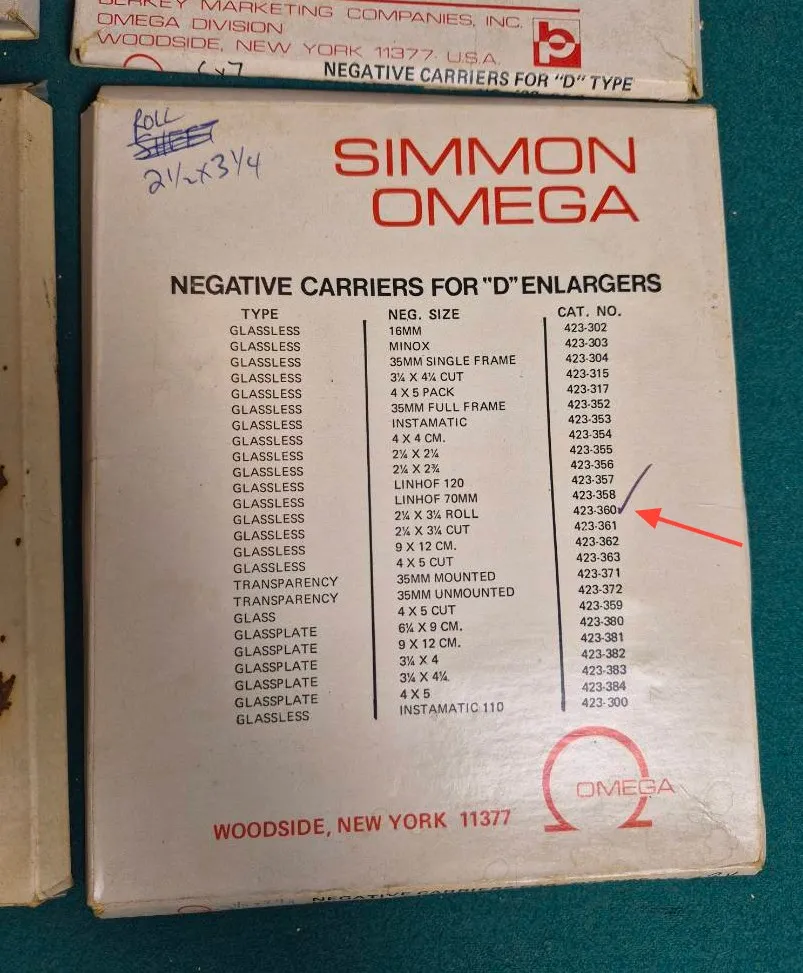 BERKEY MARKETING COMPANIES, INC.
OMEGA DIVISION
WOODSIDE, NEW YORK 11377 U.S.A.
6x7 NEGATIVE CARRIERS FOR "D" TYPE
ROLL
SHEET
2 1/2 x 3 1/4
SIMMON
OMEGA
NEGATIVE CARRIERS FOR "D" ENLARGERS
TYPE NEG. SIZE CAT. NO.
GLASSLESS 16MM 423-302
GLASSLESS MINOX 423-303
GLASSLESS 35MM SINGLE FRAME 423-304
GLASSLESS 3¼ X 4¼ CUT 423-315
GLASSLESS 4 X 5 PACK 423-317
GLASSLESS 35MM FULL FRAME 423-352
GLASSLESS INSTAMATIC 423-353
GLASSLESS 4 X 4 CM. 423-354
GLASSLESS 2¼ X 2¼ 423-355
GLASSLESS 2¼ X 2¾ 423-356
GLASSLESS LINHOF 120 423-357
GLASSLESS LINHOF 70MM 423-358
GLASSLESS 2¼ X 3¼ ROLL 423-360
GLASSLESS 2¼ X 3¼ CUT 423-361
GLASSLESS 9 X 12 CM. 423-362
GLASSLESS 4 X 5 CUT 423-363
TRANSPARENCY 35MM MOUNTED 423-371
TRANSPARENCY 35MM UNMOUNTED 423-372
GLASS 4 X 5 CUT 423-359
GLASSPLATE 6¼ X 9 CM. 423-380
GLASSPLATE 9 X 12 CM. 423-381
GLASSPLATE 3¼ X 4 423-382
GLASSPLATE 3¼ X 4¼ 423-383
GLASSPLATE 4 X 5 423-384
GLASSLESS INSTAMATIC 110 423-300
OMEGA
WOODSIDE, NEW YORK 11377
NEGATIVE CARRIERS